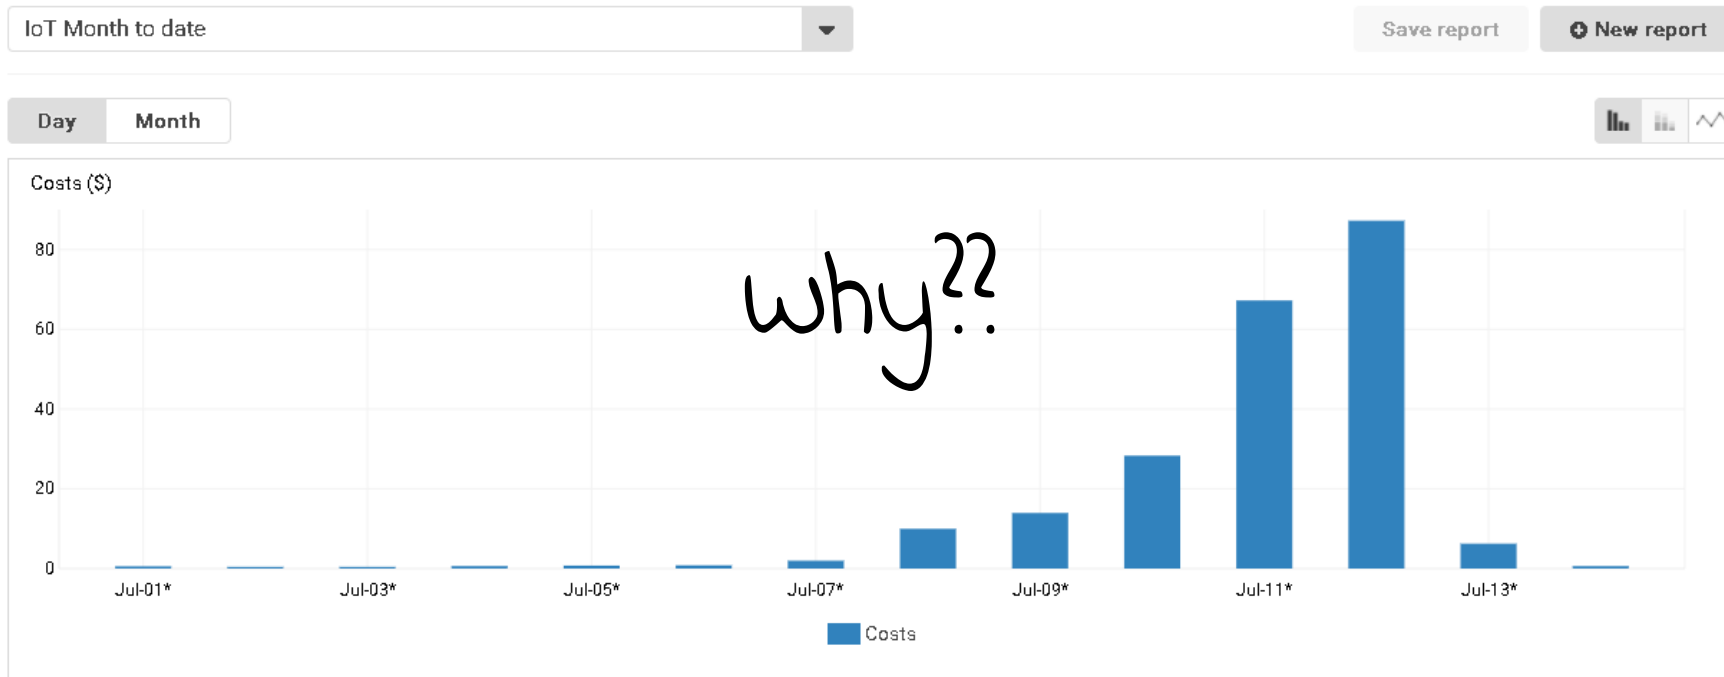 IoT Month to date
Save report
New report
Day Month
Costs ($)
why??
80
60
40
20
0
Jul-01* Jul-03* Jul-05* Jul-07* Jul-09* Jul-11* Jul-13*
Costs